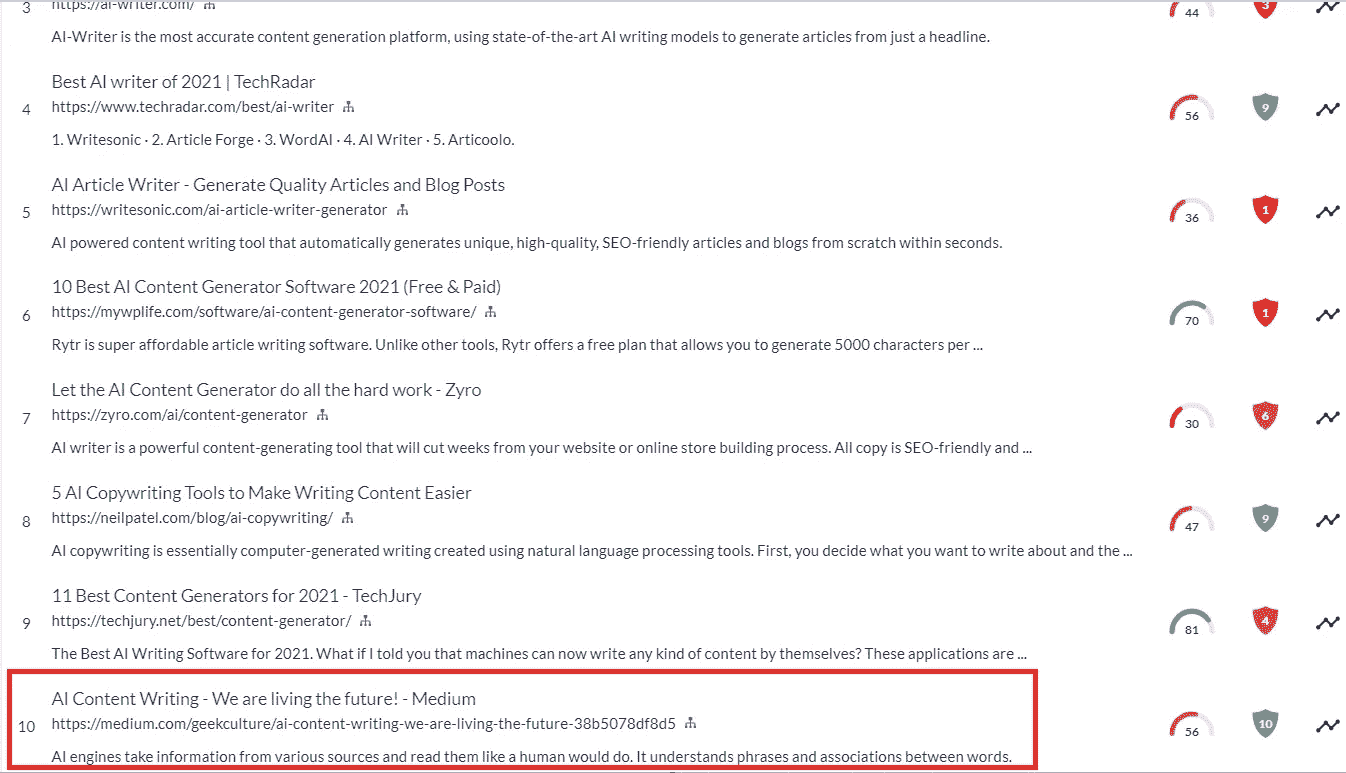 3 https://ai-writer.com/ 44 3
AI-Writer is the most accurate content generation platform, using state-of-the-art AI writing models to generate articles from just a headline.
Best AI writer of 2021 | TechRadar
4 https://www.techradar.com/best/ai-writer 56 9
1. Writesonic · 2. Article Forge · 3. WordAI · 4. AI Writer · 5. Articoolo.
AI Article Writer - Generate Quality Articles and Blog Posts
5 https://writesonic.com/ai-article-writer-generator 36 1
AI powered content writing tool that automatically generates unique, high-quality, SEO-friendly articles and blogs from scratch within seconds.
10 Best AI Content Generator Software 2021 (Free & Paid)
6 https://mywplife.com/software/ai-content-generator-software/ 70 1
Rytr is super affordable article writing software. Unlike other tools, Rytr offers a free plan that allows you to generate 5000 characters per ...
Let the AI Content Generator do all the hard work - Zyro
7 https://zyro.com/ai/content-generator 30 6
AI writer is a powerful content-generating tool that will cut weeks from your website or online store building process. All copy is SEO-friendly and ...
5 AI Copywriting Tools to Make Writing Content Easier
8 https://neilpatel.com/blog/ai-copywriting/ 47 9
AI copywriting is essentially computer-generated writing created using natural language processing tools. First, you decide what you want to write about and the ...
11 Best Content Generators for 2021 - TechJury
9 https://techjury.net/best/content-generator/ 81 4
The Best AI Writing Software for 2021. What if I told you that machines can now write any kind of content by themselves? These applications are ...
AI Content Writing - We are living the future! - Medium
10 https://medium.com/geekculture/ai-content-writing-we-are-living-the-future-38b5078df8d5 56 10
AI engines take information from various sources and read them like a human would do. It understands phrases and associations between words.